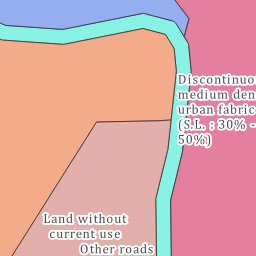 Discontinuo
medium den
urban fabric
(S.L. : 30% -
50%)
Land without
current use
Other roads